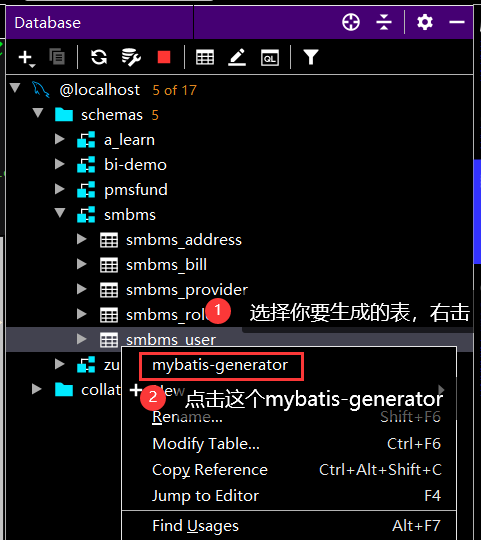 Database
@localhost 5 of 17
schemas 5
a_learn
bi-demo
pmsfund
smbms
smbms_address
smbms_bill
smbms_provider
smbms_rol
1 选择你要生成的表，右击
smbms_user
zu
mybatis-generator
collat
New
2 点击这个mybatis-generator
Rename... Shift+F6
Modify Table... Ctrl+F6
Copy Reference Ctrl+Alt+Shift+C
Jump to Editor F4
Find Usages Alt+F7